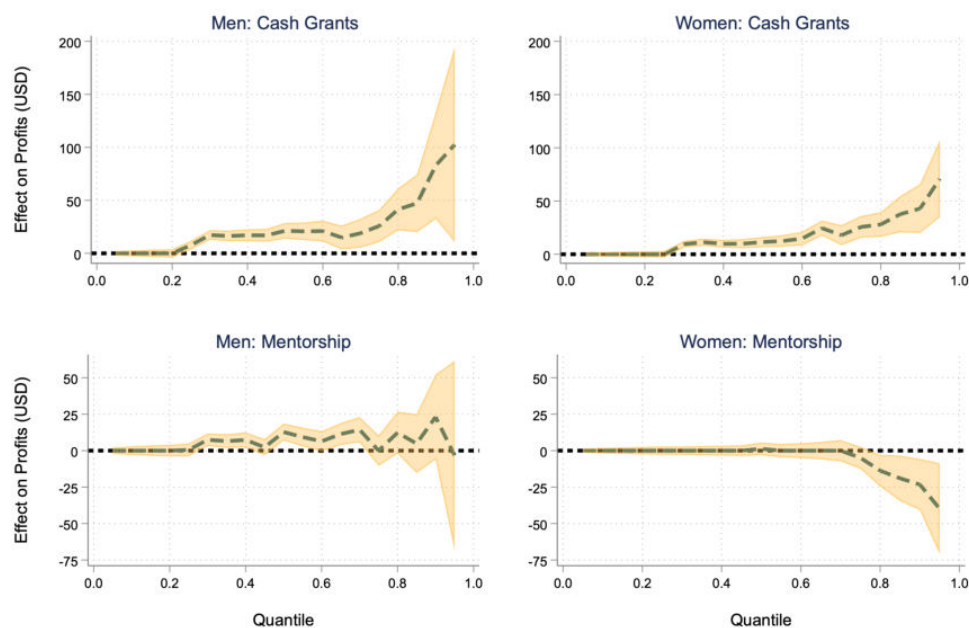 Men: Cash Grants
Women: Cash Grants
Effect on Profits (USD)
200
150
100
50
0
0.0 0.2 0.4 0.6 0.8 1.0
200
150
100
50
0
0.0 0.2 0.4 0.6 0.8 1.0
Men: Mentorship
Women: Mentorship
Effect on Profits (USD)
50
25
0
-25
-50
-75
0.0 0.2 0.4 0.6 0.8 1.0
50
25
0
-25
-50
-75
0.0 0.2 0.4 0.6 0.8 1.0
Quantile
Quantile